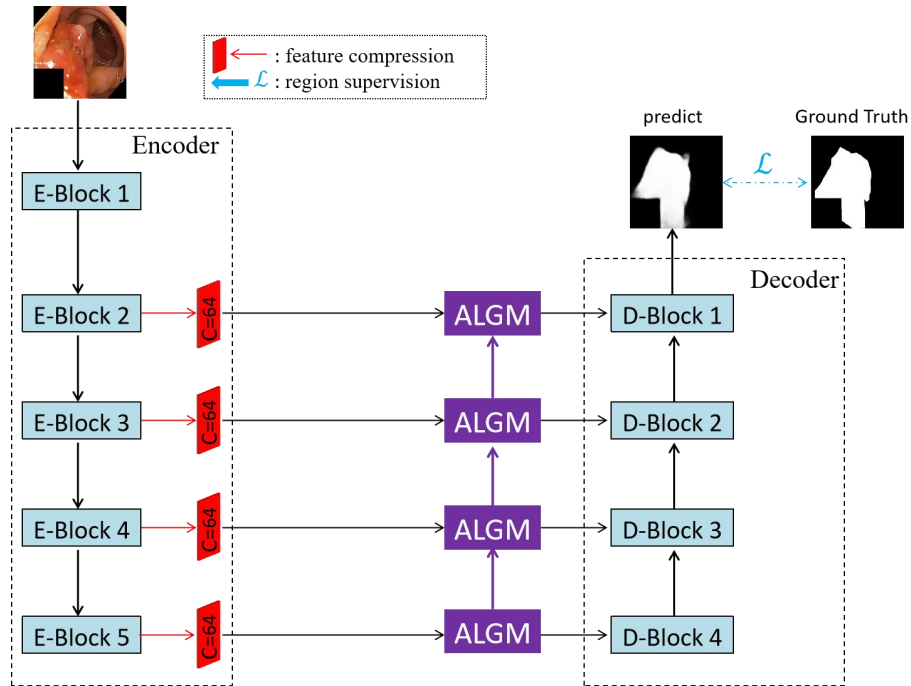 : feature compression
ℒ : region supervision
predict
Ground Truth
ℒ
Encoder
Decoder
E-Block 1
E-Block 2
C=64
ALGM
D-Block 1
E-Block 3
C=64
ALGM
D-Block 2
E-Block 4
C=64
ALGM
D-Block 3
E-Block 5
C=64
ALGM
D-Block 4